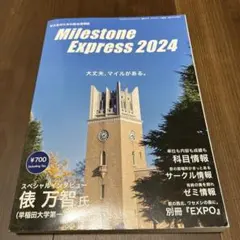 Milestone
Express 2024
大丈夫、マイルがある。
¥700
スペシャルインタビュー
俵 万智 氏
(早稲田大学第一
科目情報
サークル情報
ゼミ情報
別冊『EXPO』